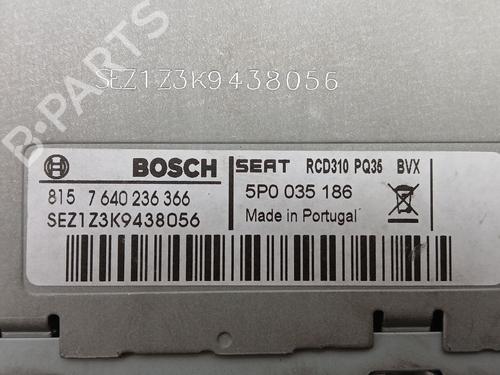 SEZ1Z3K9438056
B-PARTS
BOSCH
SEAT RCD310 PQ35 BVX
815 7 640 236 366
5P0 035 186
SEZ1Z3K9438056
Made in Portugal